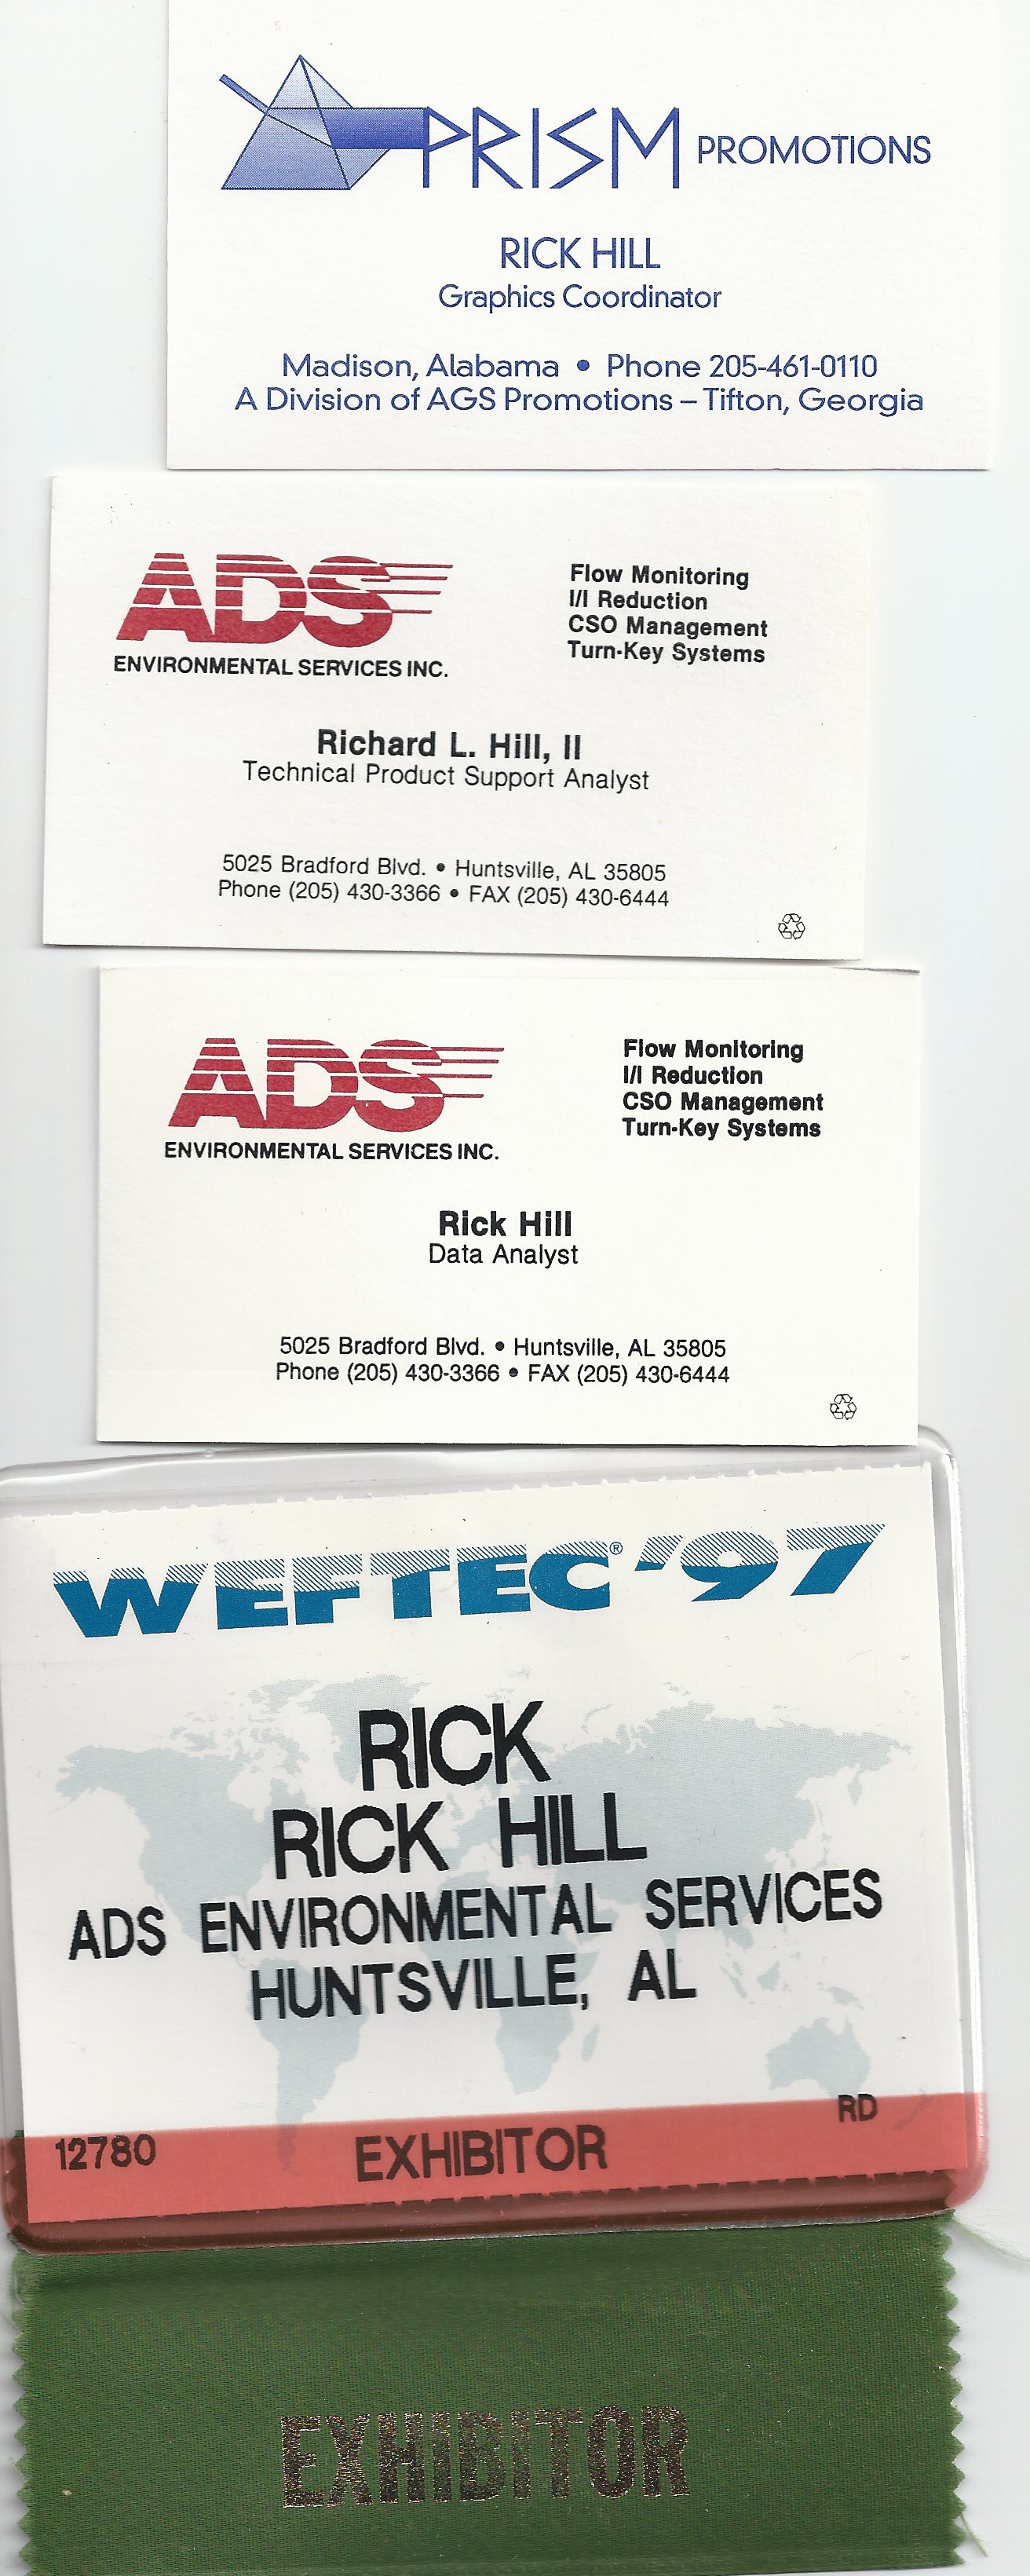 PRISM PROMOTIONS
RICK HILL
Graphics Coordinator
Madison, Alabama • Phone 205-461-0110
A Division of AGS Promotions – Tifton, Georgia
ADS
ENVIRONMENTAL SERVICES INC.
Flow Monitoring
I/I Reduction
CSO Management
Turn-Key Systems
Richard L. Hill, II
Technical Product Support Analyst
5025 Bradford Blvd. • Huntsville, AL 35805
Phone (205) 430-3366 • FAX (205) 430-6444
ADS
ENVIRONMENTAL SERVICES INC.
Flow Monitoring
I/I Reduction
CSO Management
Turn-Key Systems
Rick Hill
Data Analyst
5025 Bradford Blvd. • Huntsville, AL 35805
Phone (205) 430-3366 • FAX (205) 430-6444
WEFTEC® '97
RICK
RICK HILL
ADS ENVIRONMENTAL SERVICES
HUNTSVILLE, AL
RD
12780 EXHIBITOR
EXHIBITOR